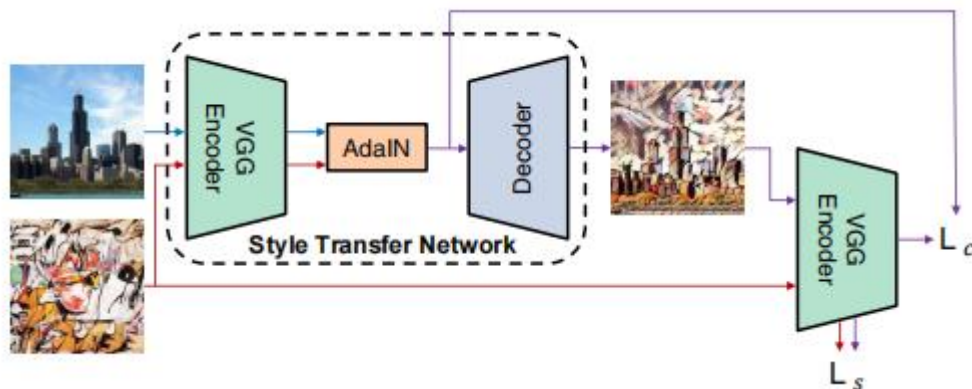 VGG
Encoder
AdaIN
Decoder
Style Transfer Network
VGG
Encoder
L c
L s